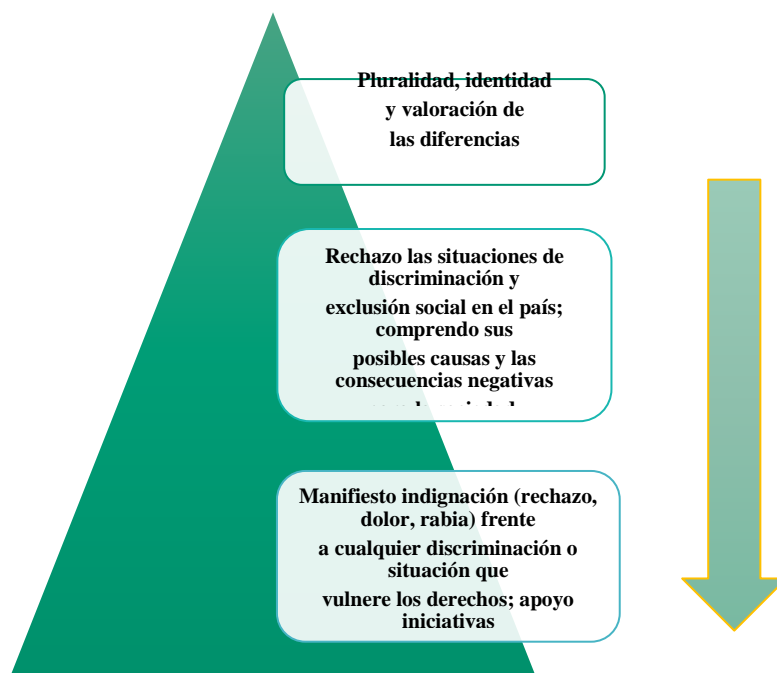 Pluralidad, identidad
y valoración de
las diferencias
Rechazo las situaciones de
discriminación y
exclusión social en el país;
comprendo sus
posibles causas y las
consecuencias negativas
Manifiesto indignación (rechazo,
dolor, rabia) frente
a cualquier discriminación o
situación que
vulnere los derechos; apoyo
iniciativas